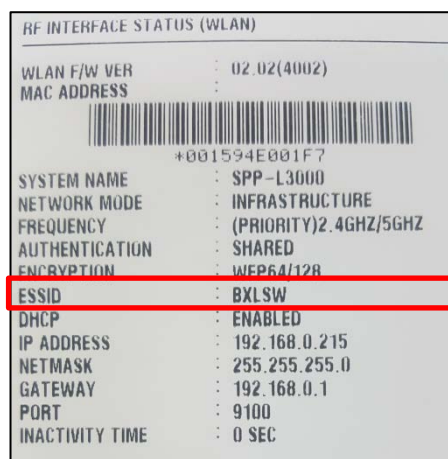 RF INTERFACE STATUS (WLAN)
WLAN F/W VER : 02.02(4002)
MAC ADDRESS :
*001594E001F7
SYSTEM NAME : SPP-L3000
NETWORK MODE : INFRASTRUCTURE
FREQUENCY : (PRIORITY)2.4GHZ/5GHZ
AUTHENTICATION : SHARED
ENCRYPTION : WEP64/128
ESSID : BXLSW
DHCP : ENABLED
IP ADDRESS : 192.168.0.215
NETMASK : 255.255.255.0
GATEWAY : 192.168.0.1
PORT : 9100
INACTIVITY TIME : 0 SEC